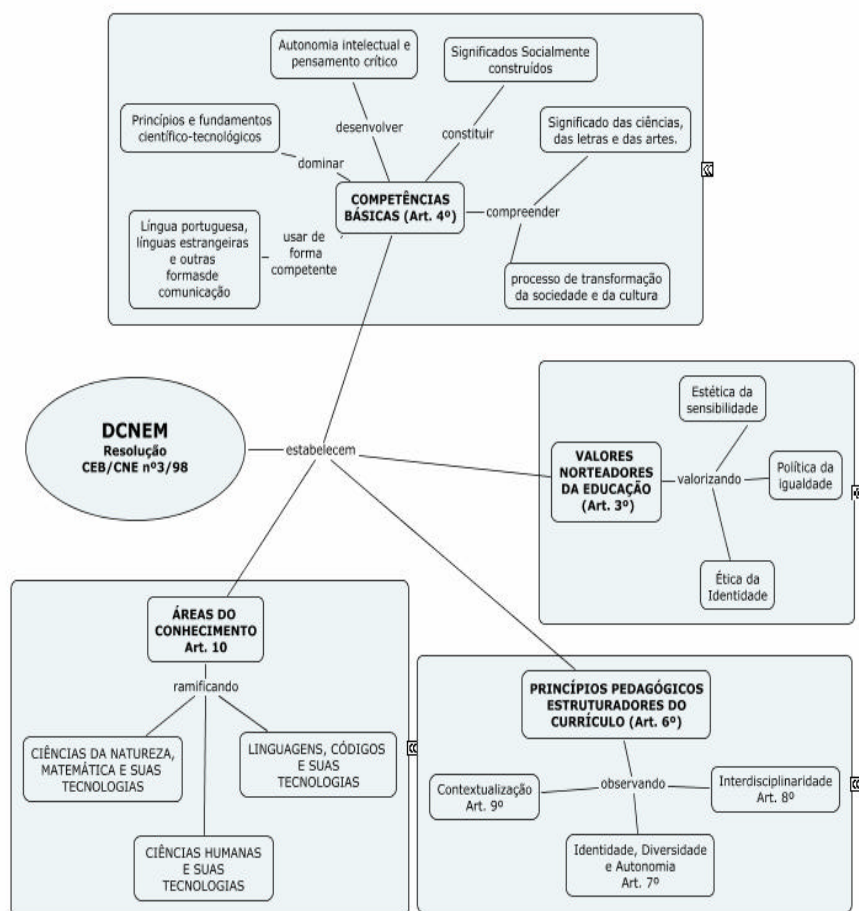 Autonomia intelectual e
pensamento crítico
Significados Socialmente
construídos
Princípios e fundamentos
científico-tecnológicos
Significado das ciências,
das letras e das artes.
desenvolver
constituir
dominar
COMPETÊNCIAS
BÁSICAS (Art. 4º)
compreender
Língua portuguesa,
línguas estrangeiras
e outras
formasde
comunicação
usar de
forma
competente
processo de transformação
da sociedade e da cultura
DCNEM
Resolução
CEB/CNE nº3/98
estabelecem
VALORES
NORTEADORES
DA EDUCAÇÃO
(Art. 3º)
valorizando
Estética da
sensibilidade
Política da
igualdade
Ética da
Identidade
ÁREAS DO
CONHECIMENTO
Art. 10
ramificando
CIÊNCIAS DA NATUREZA,
MATEMÁTICA E SUAS
TECNOLOGIAS
LINGUAGENS, CÓDIGOS
E SUAS
TECNOLOGIAS
CIÊNCIAS HUMANAS
E SUAS
TECNOLOGIAS
PRINCÍPIOS PEDAGÓGICOS
ESTRUTURADORES DO
CURRÍCULO (Art. 6º)
observando
Contextualização
Art. 9º
Interdisciplinaridade
Art. 8º
Identidade, Diversidade
e Autonomia
Art. 7º